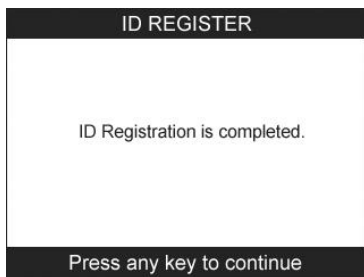 ID REGISTER
ID Registration is completed.
Press any key to continue